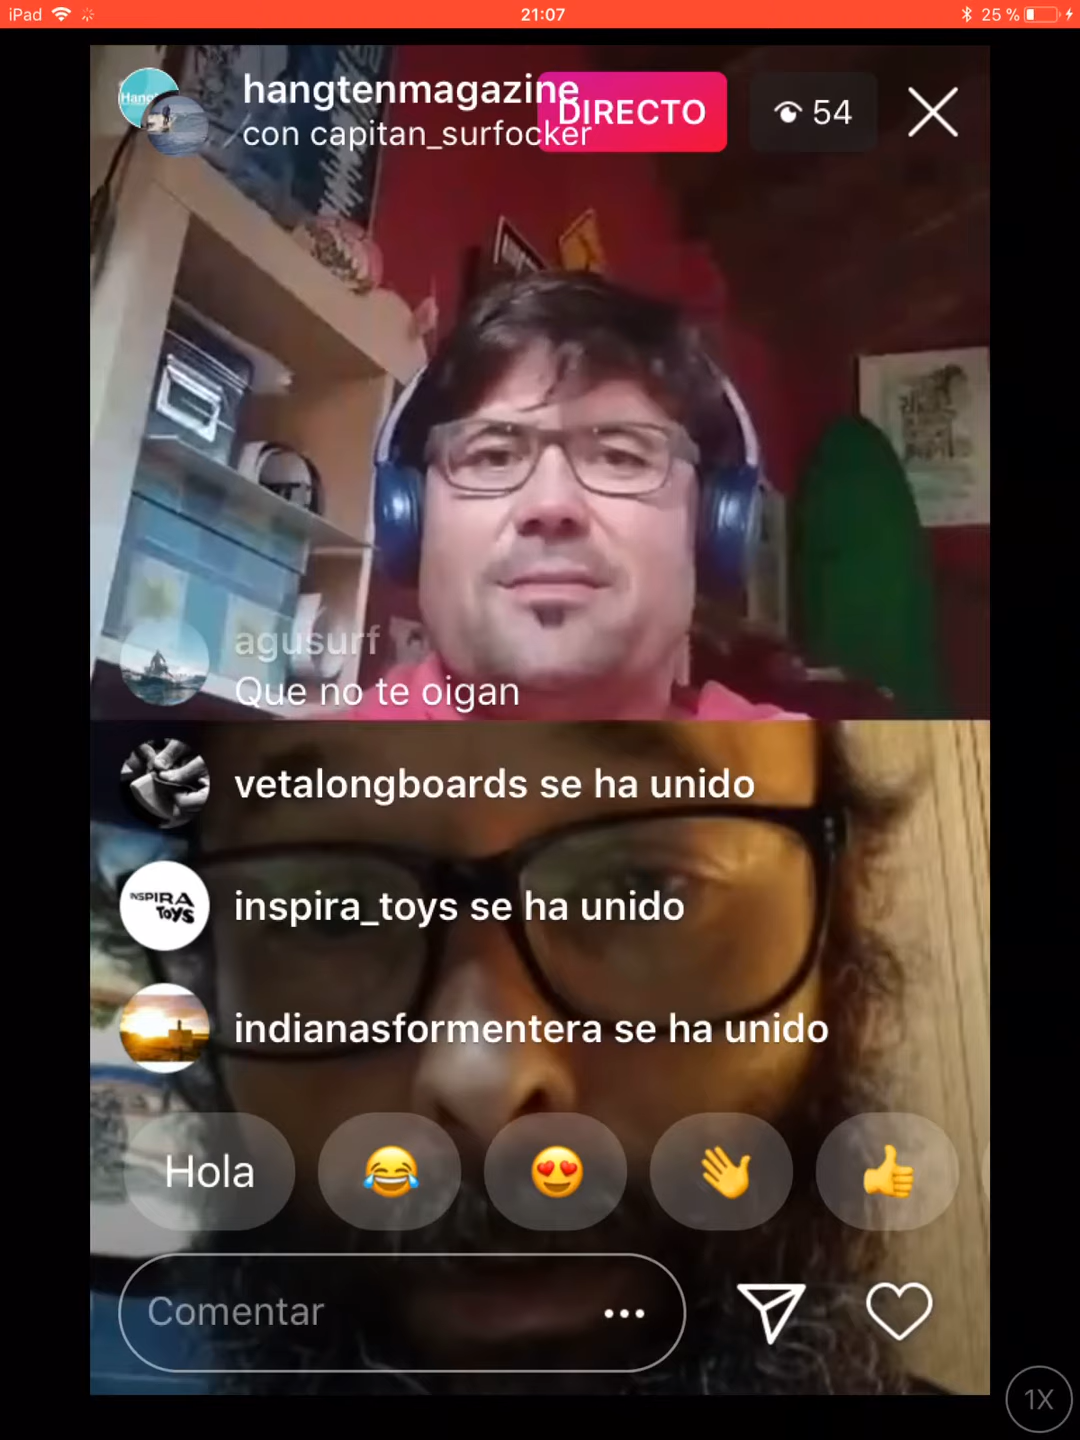 iPad
21:07
25 %
hangtenmagazine
con capitan_surfocker
DIRECTO
54
agusurf
Que no te oigan
vetalongboards se ha unido
INSPIRA
TOYS
inspira_toys se ha unido
indianasformentera se ha unido
Hola
Comentar
1X